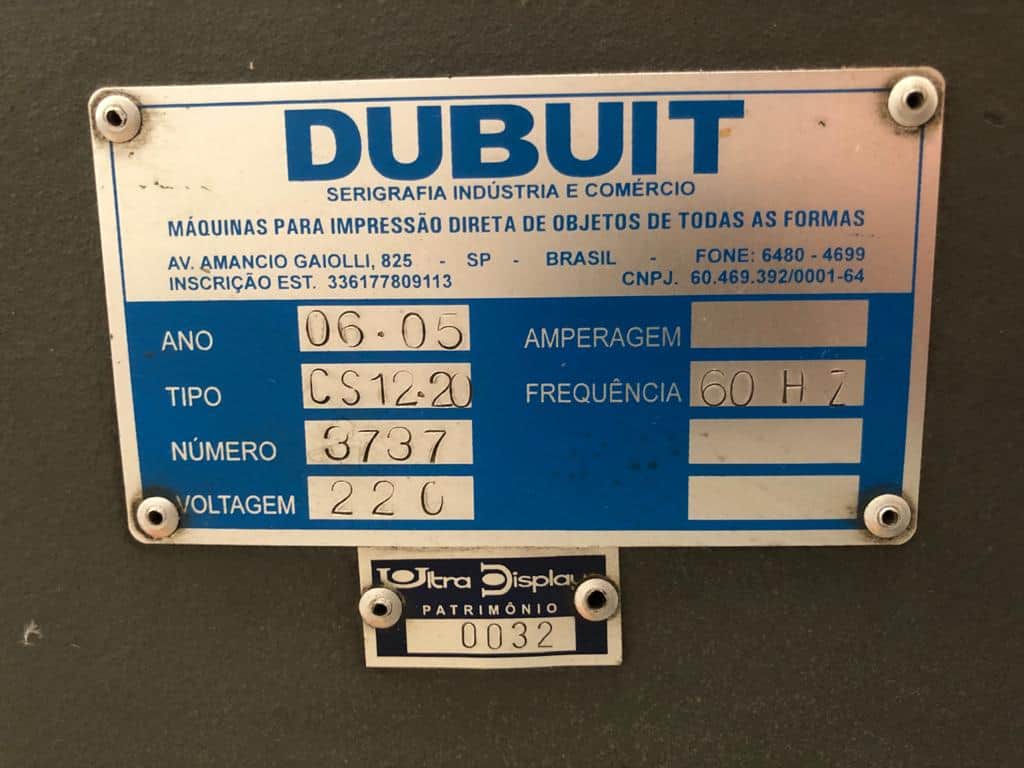 DUBUIT
SERIGRAFIA INDÚSTRIA E COMÉRCIO
MÁQUINAS PARA IMPRESSÃO DIRETA DE OBJETOS DE TODAS AS FORMAS
AV. AMANCIO GAIOLLI, 825 - SP - BRASIL - FONE: 6480 - 4699
INSCRIÇÃO EST. 336177809113 CNPJ. 60.469.392/0001-64
ANO 06.05 AMPERAGEM
TIPO CS12.20 FREQUÊNCIA 60 HZ
NÚMERO 3737
VOLTAGEM 220
Ultra Display
PATRIMÔNIO
0032